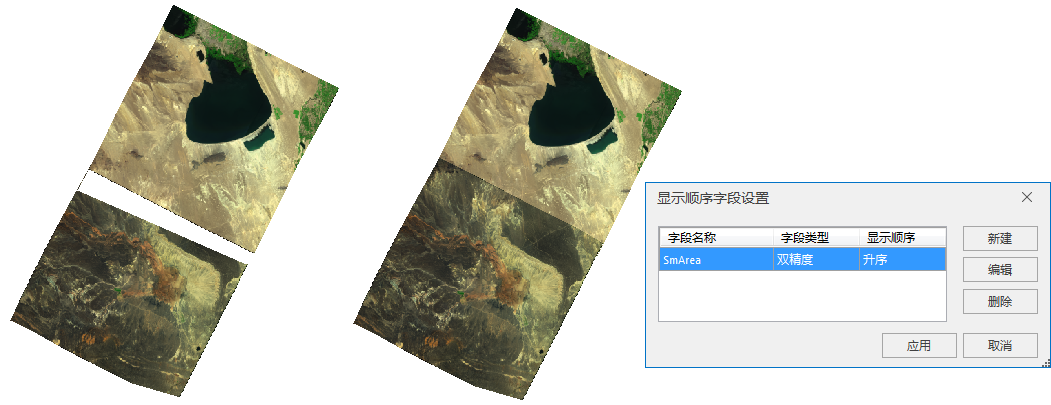 显示顺序字段设置
字段名称 字段类型 显示顺序
SmArea 双精度 升序
新建
编辑
删除
应用 取消